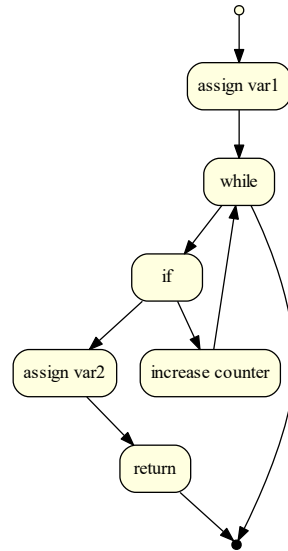 assign var1
while
if
assign var2
increase counter
return